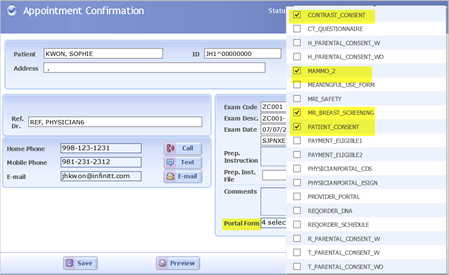 Appointment Confirmation
Statu
Patient KWON, SOPHIE ID JH1^00000000
Address ,
Ref. Dr. REF, PHYSICIAN6
Home Phone 998-123-1231 Call
Mobile Phone 981-231-2312 Text
E-mail jhkwon@infinitt.com E-mail
Exam Code ZC001
Exam Desc. ZC001-
Exam Date 07/07/2
SJPNXE
Prep. Instruction
Prep. Inst. File
Comments
Portal Form 4 selec
Save Preview
CONTRAST_CONSENT
CT_QUESTIONNAIRE
H_PARENTAL_CONSENT_W
H_PARENTAL_CONSENT_WO
MAMMO_2
MEANINGFUL_USE_FORM
MRI_SAFETY
MR_BREAST_SCREENING
PATIENT_CONSENT
PAYMENT_ELIGIBLE1
PAYMENT_ELIGIBLE2
PHYSICIANPORTAL_CDS
PHYSICIANPORTAL_ESIGN
PROVIDER_PORTAL
REQORDER_DNA
REQORDER_SCHEDULE
R_PARENTAL_CONSENT_W
T_PARENTAL_CONSENT_W
T_PARENTAL_CONSENT_WO